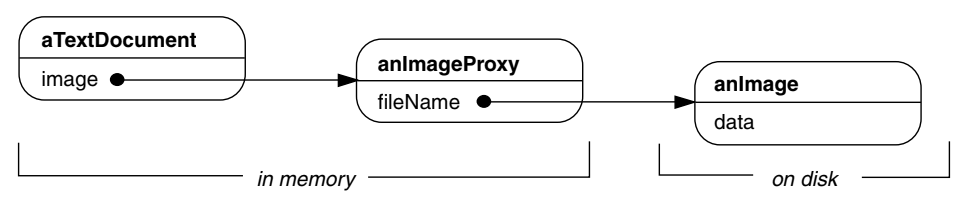 aTextDocument
image
anImageProxy
fileName
anImage
data
in memory
on disk